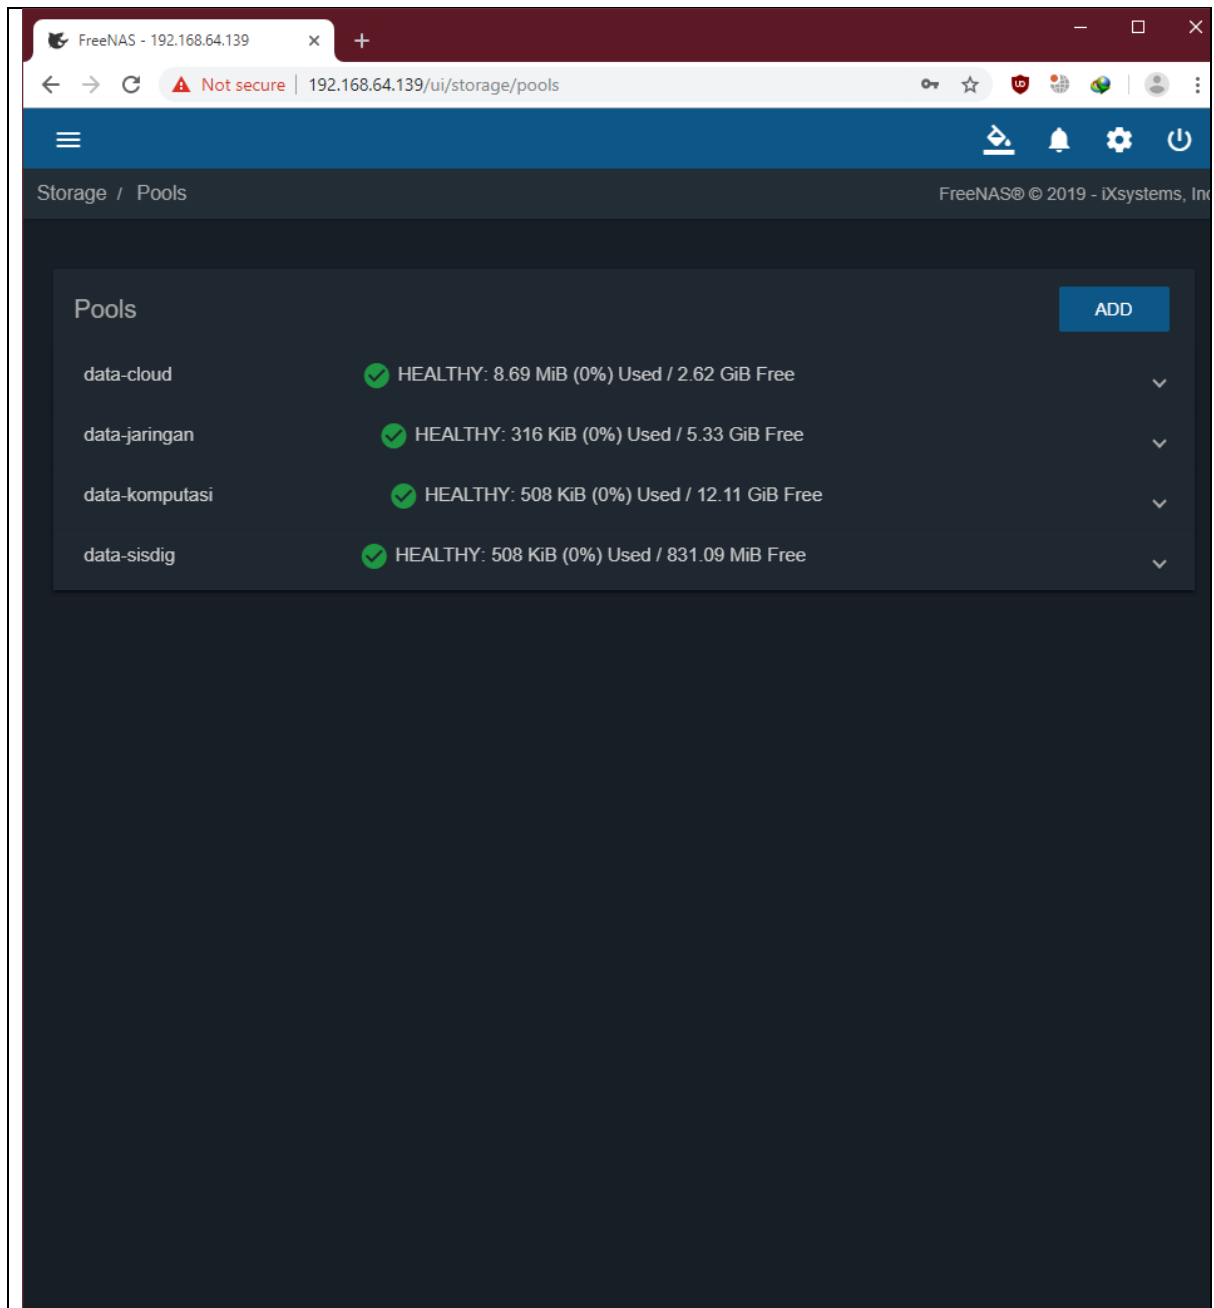 FreeNAS - 192.168.64.139
Not secure | 192.168.64.139/ui/storage/pools
Storage / Pools
FreeNAS® © 2019 - iXsystems, Inc
Pools
ADD
data-cloud HEALTHY: 8.69 MiB (0%) Used / 2.62 GiB Free
data-jaringan HEALTHY: 316 KiB (0%) Used / 5.33 GiB Free
data-komputasi HEALTHY: 508 KiB (0%) Used / 12.11 GiB Free
data-sisdig HEALTHY: 508 KiB (0%) Used / 831.09 MiB Free